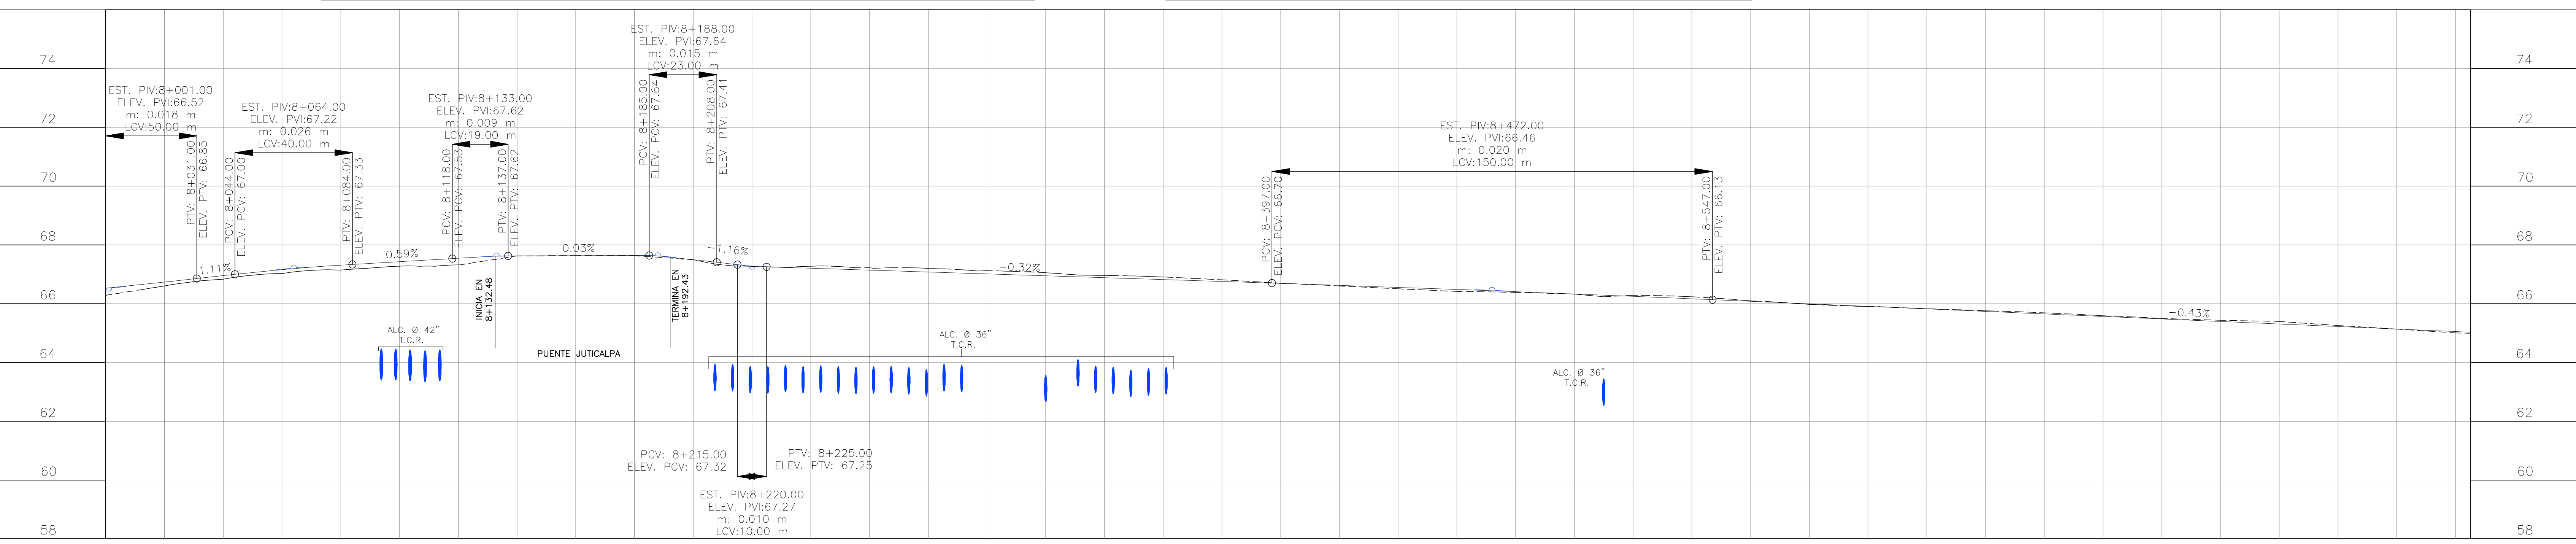 EST. PIV:8+001.00
ELEV. PVI:66.52
m: 0.018 m
LCV:50.00 m
PTV: 8+031.00
ELEV. PTV: 66.85
EST. PIV:8+064.00
ELEV. PVI:67.22
m: 0.026 m
LCV:40.00 m
PCV: 8+044.00
ELEV. PCV: 67.00
PTV: 8+084.00
ELEV. PTV: 67.33
EST. PIV:8+133.00
ELEV. PVI:67.62
m: 0.009 m
LCV:19.00 m
PCV: 8+118.00
ELEV. PCV: 67.53
PTV: 8+137.00
ELEV. PTV: 67.62
EST. PIV:8+188.00
ELEV. PVI:67.64
m: 0.015 m
LCV:23.00 m
PCV: 8+185.00
ELEV. PCV: 67.64
PTV: 8+208.00
ELEV. PTV: 67.41
EST. PIV:8+472.00
ELEV. PVI:66.46
m: 0.020 m
LCV:150.00 m
PCV: 8+397.00
ELEV. PCV: 66.70
PTV: 8+547.00
ELEV. PTV: 66.13
1.11%
0.59%
0.03%
-1.16%
-0.32%
-0.43%
INICIA EN
8+132.48
TERMINA EN
8+192.43
PUENTE JUTICALPA
ALC. Ø 42"
T.C.R.
ALC. Ø 36"
T.C.R.
ALC. Ø 36"
T.C.R.
PCV: 8+215.00
ELEV. PCV: 67.32
PTV: 8+225.00
ELEV. PTV: 67.25
EST. PIV:8+220.00
ELEV. PVI:67.27
m: 0.010 m
LCV:10.00 m
74
72
70
68
66
64
62
60
58
74
72
70
68
66
64
62
60
58